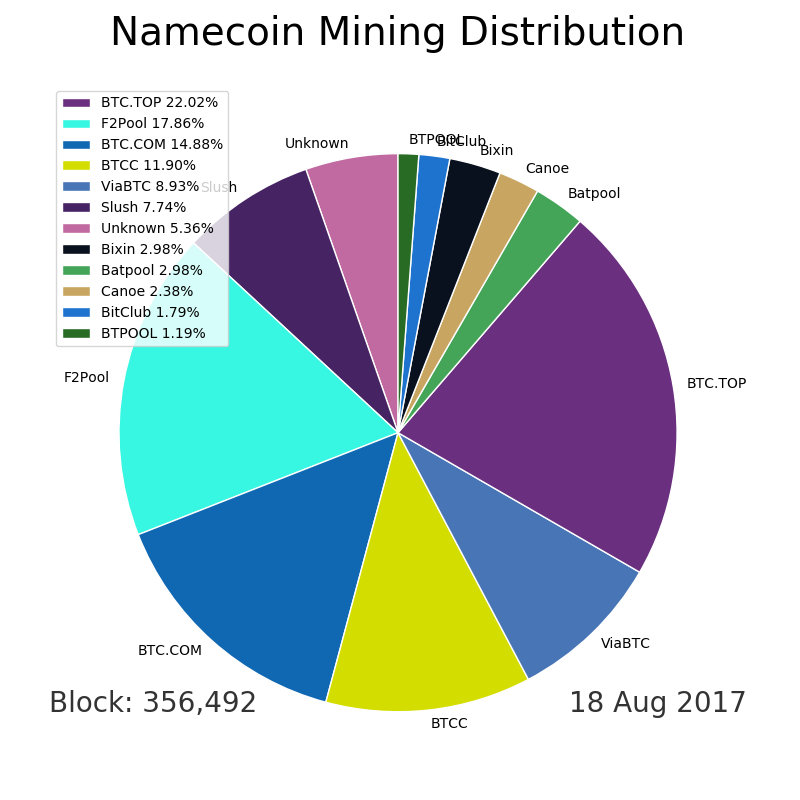 Namecoin Mining Distribution
BTC.TOP 22.02%
F2Pool 17.86%
BTC.COM 14.88%
BTCC 11.90%
ViaBTC 8.93%
Slush 7.74%
Unknown 5.36%
Bixin 2.98%
Batpool 2.98%
Canoe 2.38%
BitClub 1.79%
BTPOOL 1.19%
Unknown
BTPOOL
BitClub
Bixin
Canoe
Batpool
Slush
F2Pool
BTC.TOP
BTC.COM
ViaBTC
BTCC
Block: 356,492
18 Aug 2017